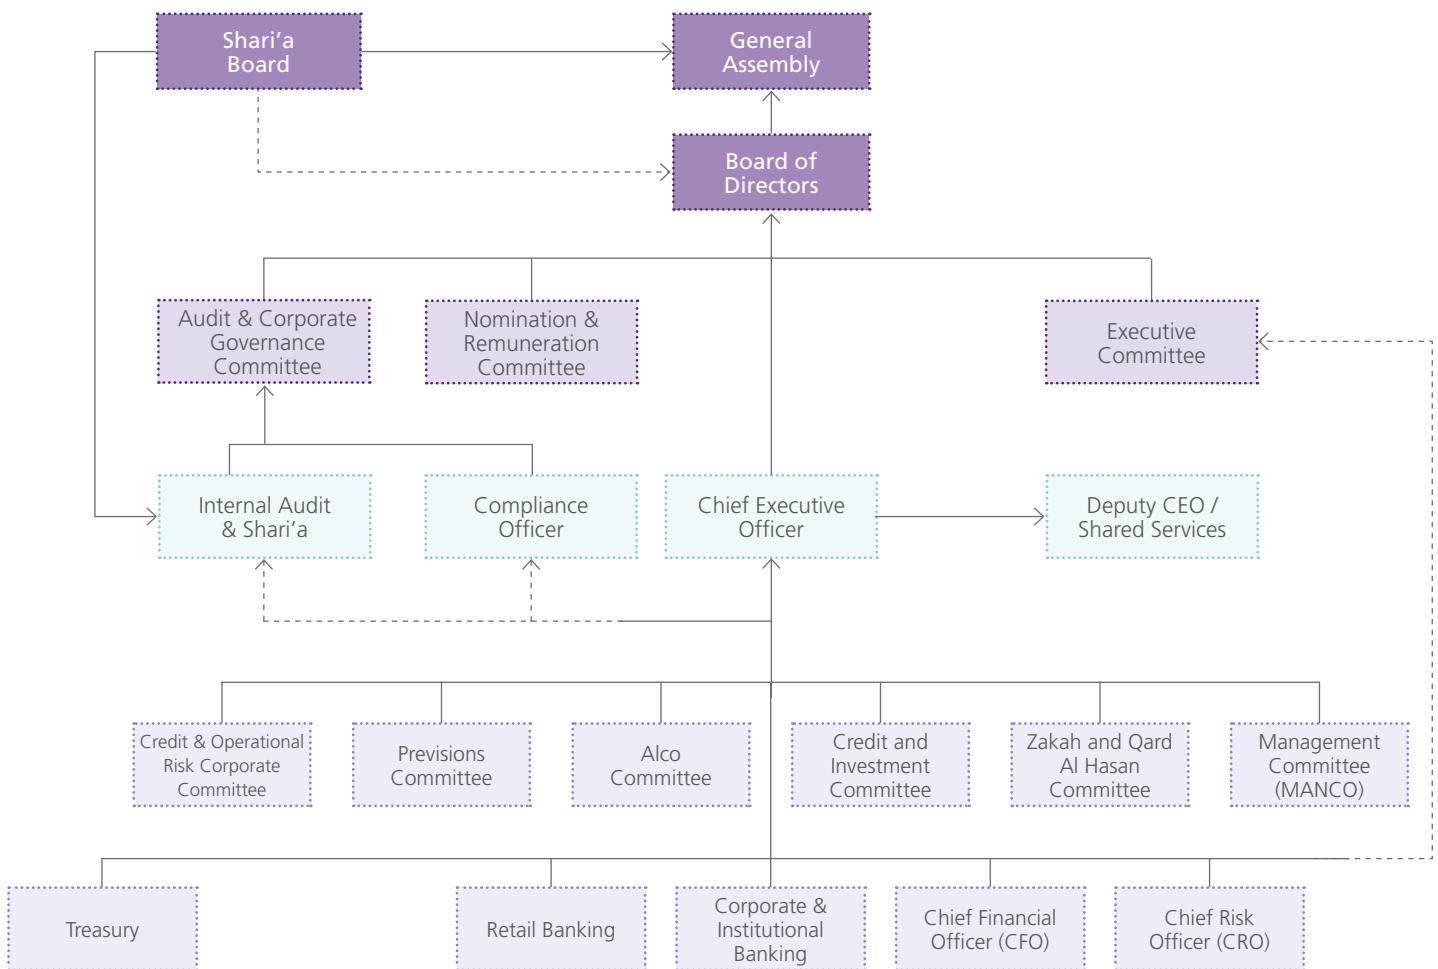 Shari’a
Board
General
Assembly
Board of
Directors
Audit & Corporate
Governance
Committee
Nomination &
Remuneration
Committee
Executive
Committee
Internal Audit
& Shari’a
Compliance
Officer
Chief Executive
Officer
Deputy CEO /
Shared Services
Credit & Operational
Risk Corporate
Committee
Previsions
Committee
Alco
Committee
Credit and
Investment
Committee
Zakah and Qard
Al Hasan
Committee
Management
Committee
(MANCO)
Treasury
Retail Banking
Corporate &
Institutional
Banking
Chief Financial
Officer (CFO)
Chief Risk
Officer (CRO)